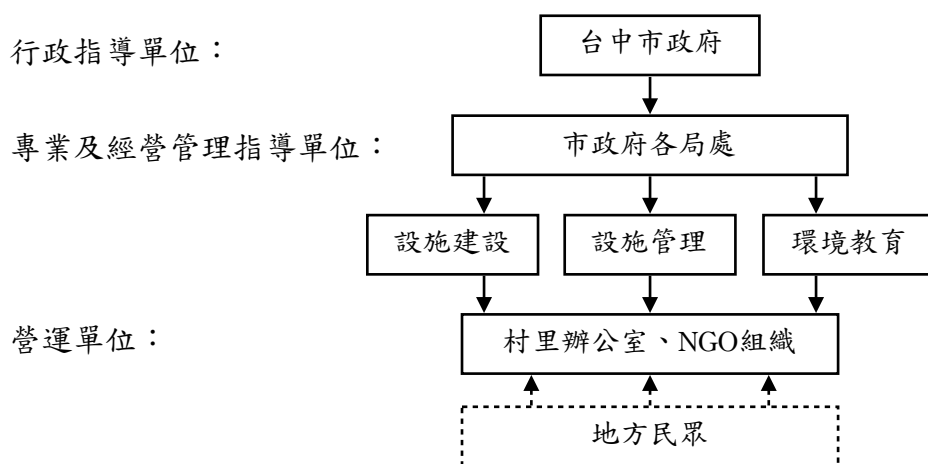 行政指導單位：
台中市政府
專業及經營管理指導單位：
市政府各局處
設施建設
設施管理
環境教育
營運單位：
村里辦公室、NGO組織
地方民眾